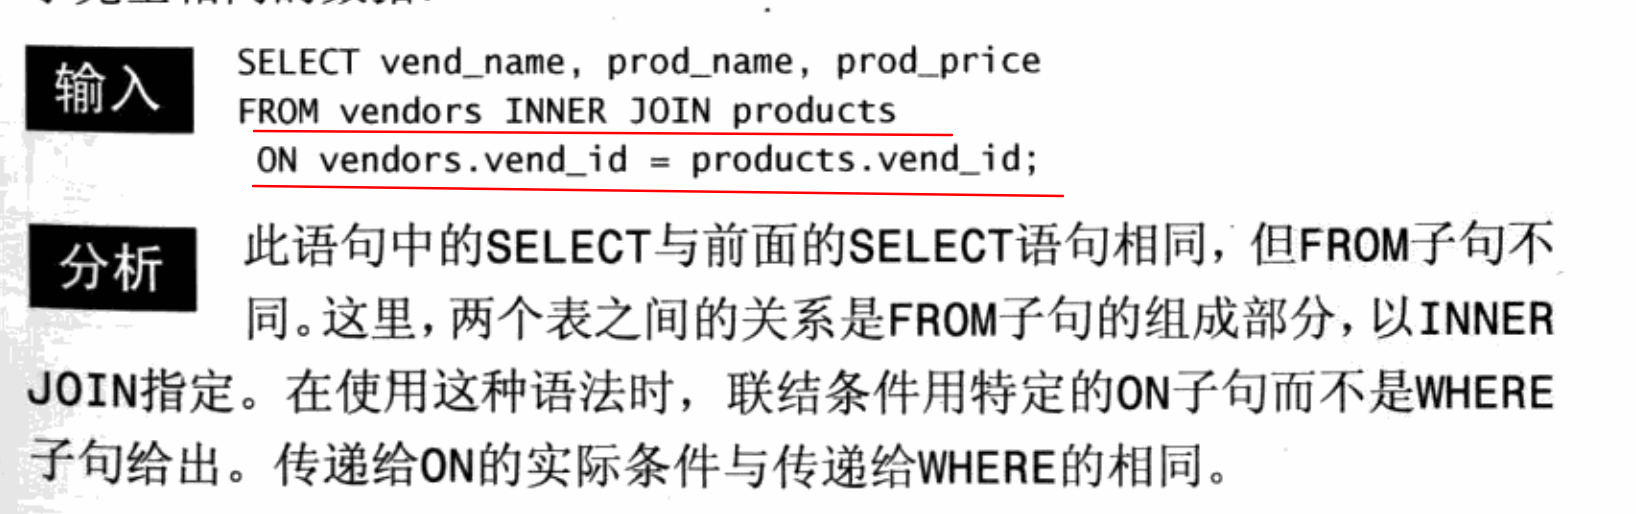 输入
SELECT vend_name, prod_name, prod_price
FROM vendors INNER JOIN products
ON vendors.vend_id = products.vend_id;
分析
此语句中的SELECT与前面的SELECT语句相同，但FROM子句不
同。这里，两个表之间的关系是FROM子句的组成部分，以INNER
JOIN指定。在使用这种语法时，联结条件用特定的ON子句而不是WHERE
子句给出。传递给ON的实际条件与传递给WHERE的相同。